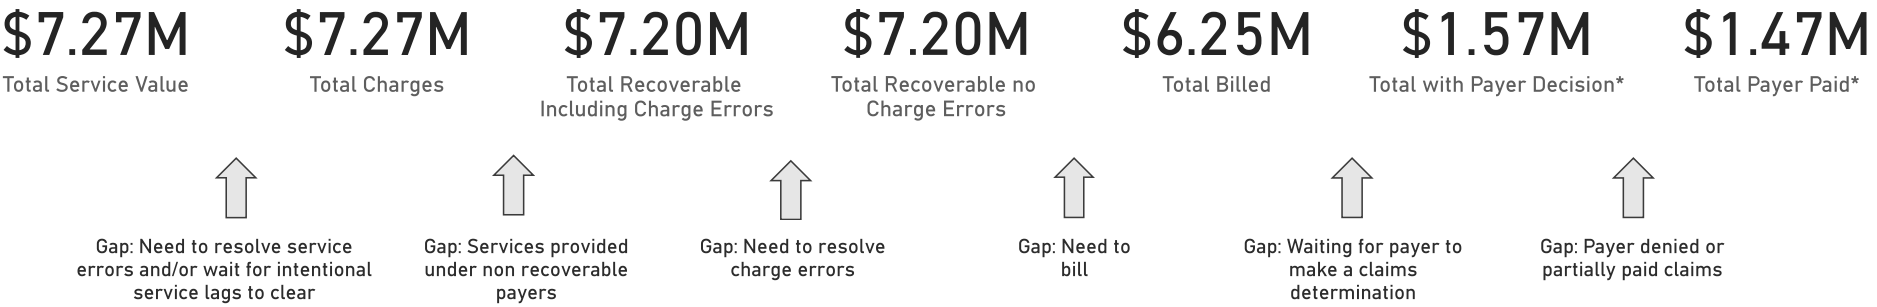 $7.27M
Total Service Value
$7.27M
Total Charges
$7.20M
Total Recoverable
Including Charge Errors
$7.20M
Total Recoverable no
Charge Errors
$6.25M
Total Billed
$1.57M
Total with Payer Decision*
$1.47M
Total Payer Paid*
Gap: Need to resolve service
errors and/or wait for intentional
service lags to clear
Gap: Services provided
under non recoverable
payers
Gap: Need to resolve
charge errors
Gap: Need to
bill
Gap: Waiting for payer to
make a claims
determination
Gap: Payer denied or
partially paid claims